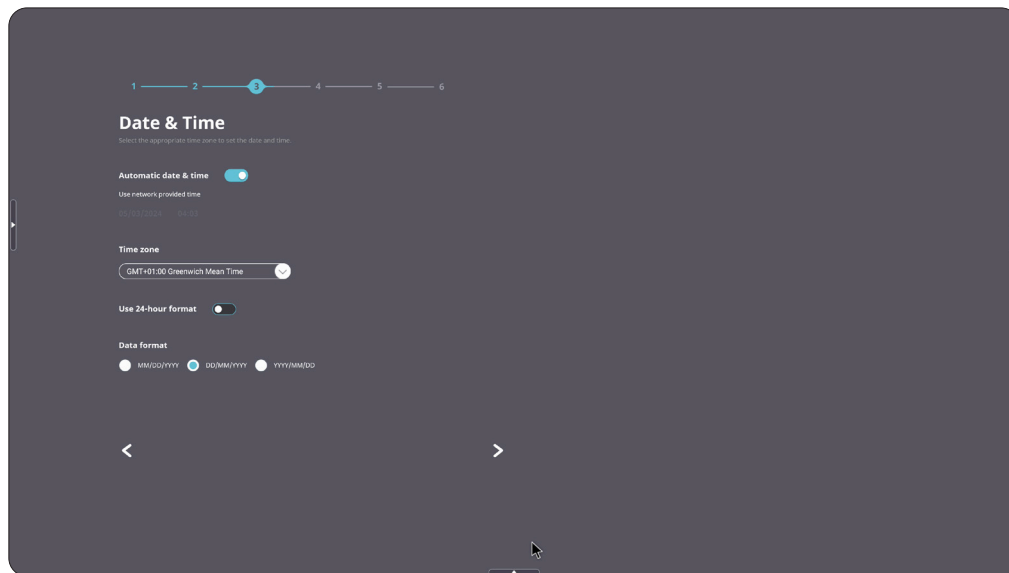 1 2 3 4 5 6
Date & Time
Select the appropriate time zone to set the date and time.
Automatic date & time
Use network provided time
Time zone
GMT+01:00 Greenwich Mean Time
Use 24-hour format
Data format
MM/DD/YYYY DD/MM/YYYY YYYY/MM/DD